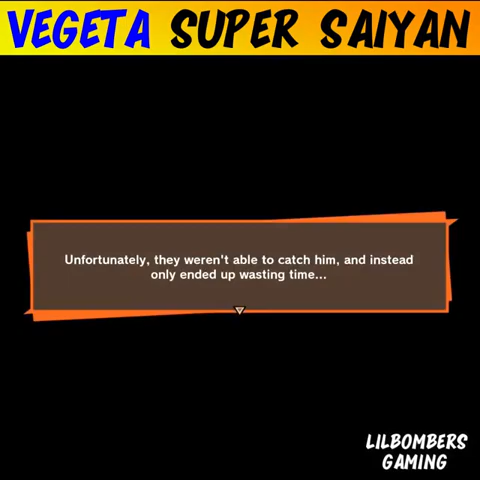 VEGETA SUPER SAIYAN
Unfortunately, they weren't able to catch him, and instead
only ended up wasting time...
LILBOMBERS
GAMING